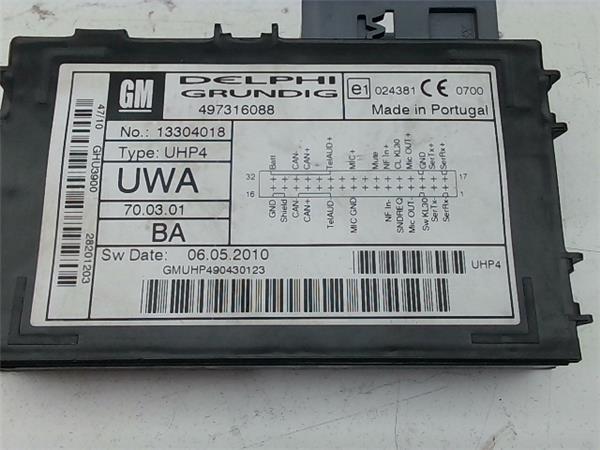 GM
DELPHI
GRUNDIG
497316088
e1 024381 CE 0700
Made in Portugal
47/10 GHU3900 28201203
No.: 13304018
Type: UHP4
UWA
70.03.01
BA
Sw Date: 06.05.2010
GMUHP490430123
Batt CAN- CAN+ TelAUD+ MIC+ Mute NF In+ CL KL30 Mic OUT+ GND SerTx+ SerRx+
32 17
16 1
GND Shield CAN- CAN+ TelAUD- MIC GND NF In- SNDREQ Mic OUT- Sw KL30 SerTx- SerRx-
UHP4